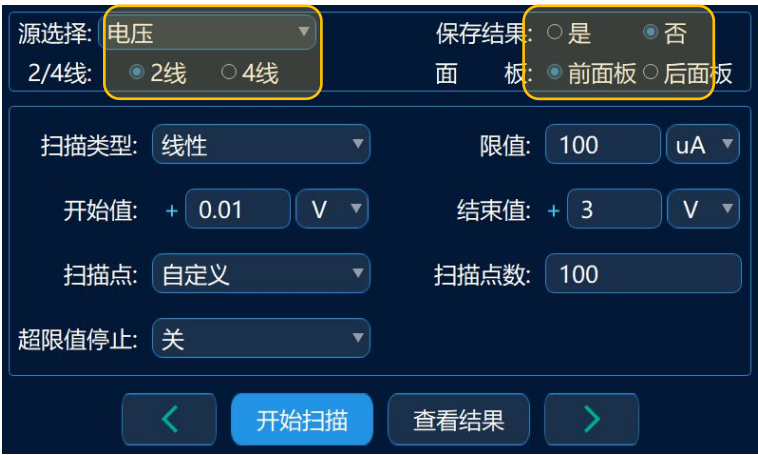 源选择: 电压 保存结果: 是 否
2/4线: 2线 4线 面 板: 前面板 后面板
扫描类型: 线性 限值: 100 uA
开始值: + 0.01 V 结束值: + 3 V
扫描点: 自定义 扫描点数: 100
超限值停止: 关
开始扫描 查看结果